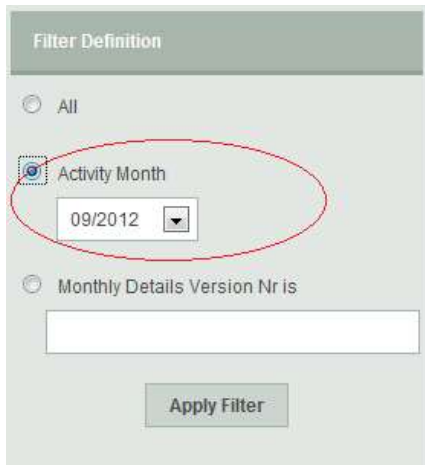 Filter Definition
All
Activity Month
09/2012
Monthly Details Version Nr is
Apply Filter